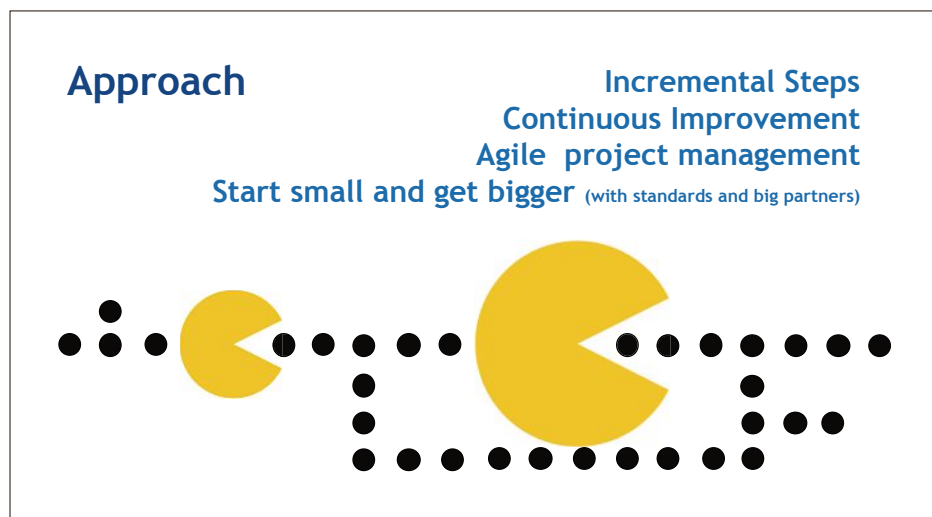 Approach
Incremental Steps
Continuous Improvement
Agile project management
Start small and get bigger (with standards and big partners)